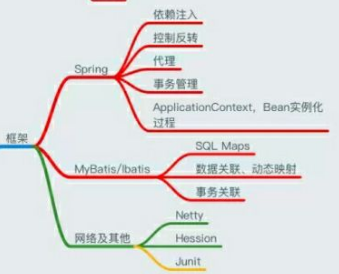 依赖注入
控制反转
Spring
代理
事务管理
ApplicationContext，Bean实例化
过程
框架
SQL Maps
MyBatis/Ibatis
数据关联、动态映射
事务关联
Netty
网络及其他
Hession
Junit